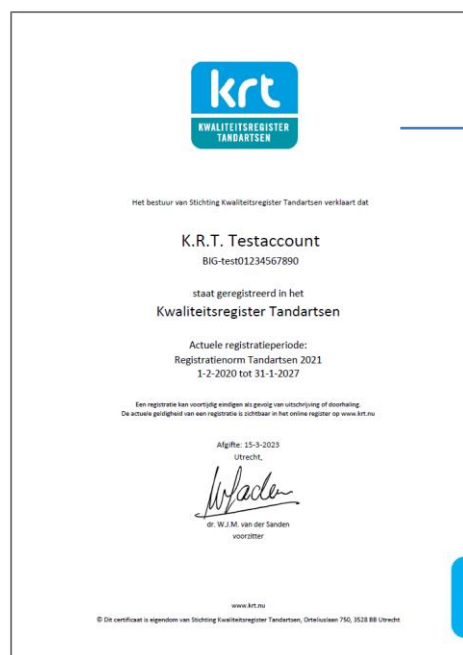 krt
KWALITEITSREGISTER
TANDARTSEN
Het bestuur van Stichting Kwaliteitsregister Tandartsen verklaart dat
K.R.T. Testaccount
BIG-test01234567890
staat geregistreerd in het
Kwaliteitsregister Tandartsen
Actuele registratieperiode:
Registratienorm Tandartsen 2021
1-2-2020 tot 31-1-2027
Een registratie kan voortijdig eindigen als gevolg van uitschrijving of doorhaling.
De actuele geldigheid van een registratie is zichtbaar in het online register op www.krt.nu
Afgifte: 15-3-2023
Utrecht,
dr. W.J.M. van der Sanden
voorzitter
www.krt.nu
© Dit certificaat is eigendom van Stichting Kwaliteitsregister Tandartsen, Orteliuslaan 750, 3528 BB Utrecht